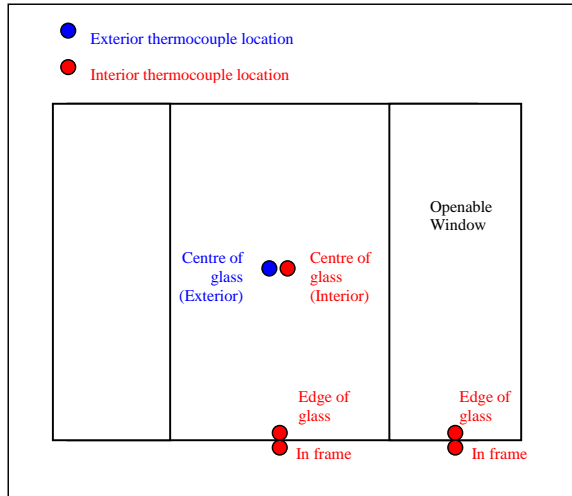 Exterior thermocouple location
Interior thermocouple location
Openable
Window
Centre of
glass
(Exterior)
Centre of
glass
(Interior)
Edge of
glass
In frame
Edge of
glass
In frame